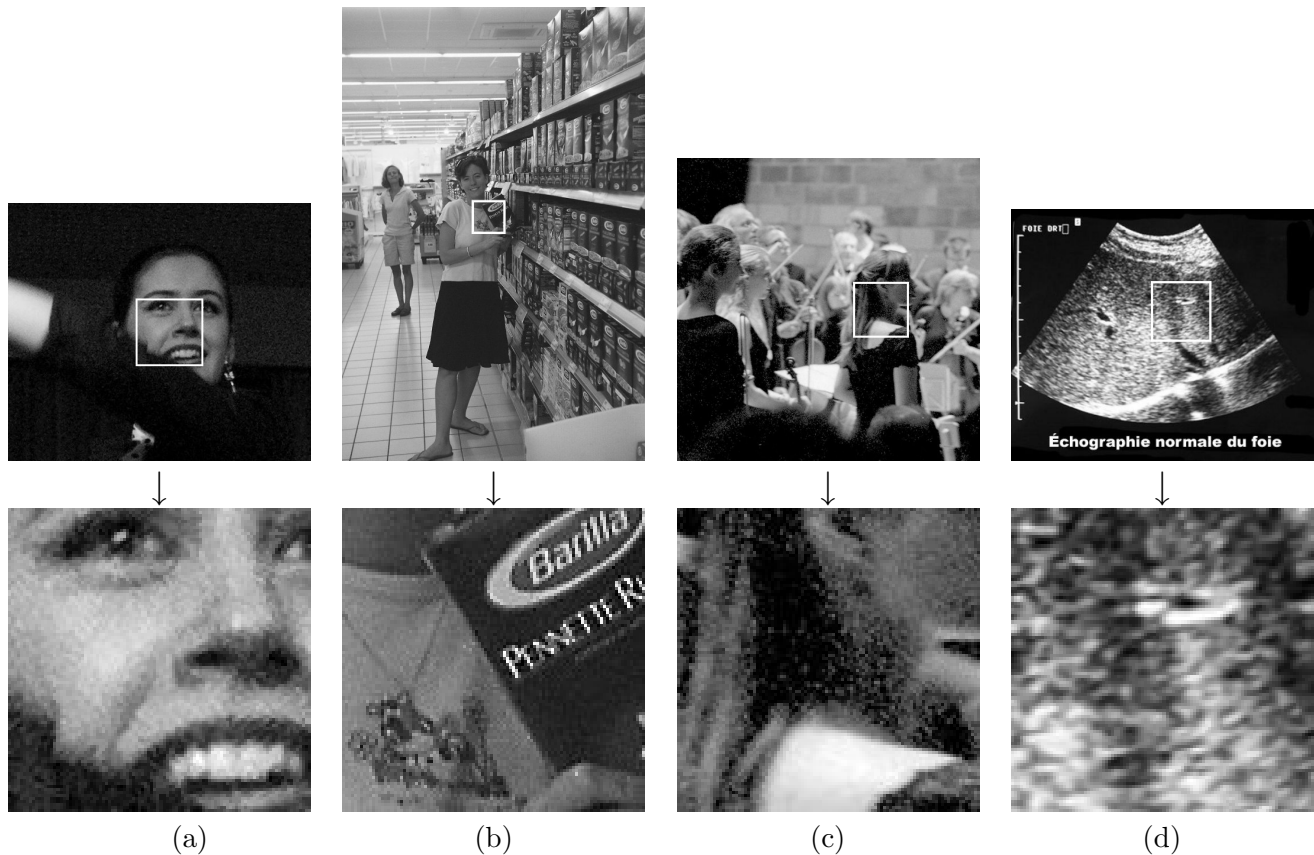 FOIE DRT
Échographie normale du foie
Barilla
PENNETTE R
(a)
(b)
(c)
(d)